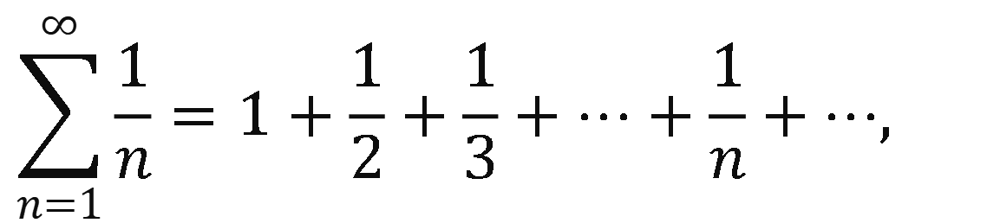 ∑_{n=1}^{∞} 1/n = 1 + 1/2 + 1/3 + ⋯ + 1/n + ⋯,